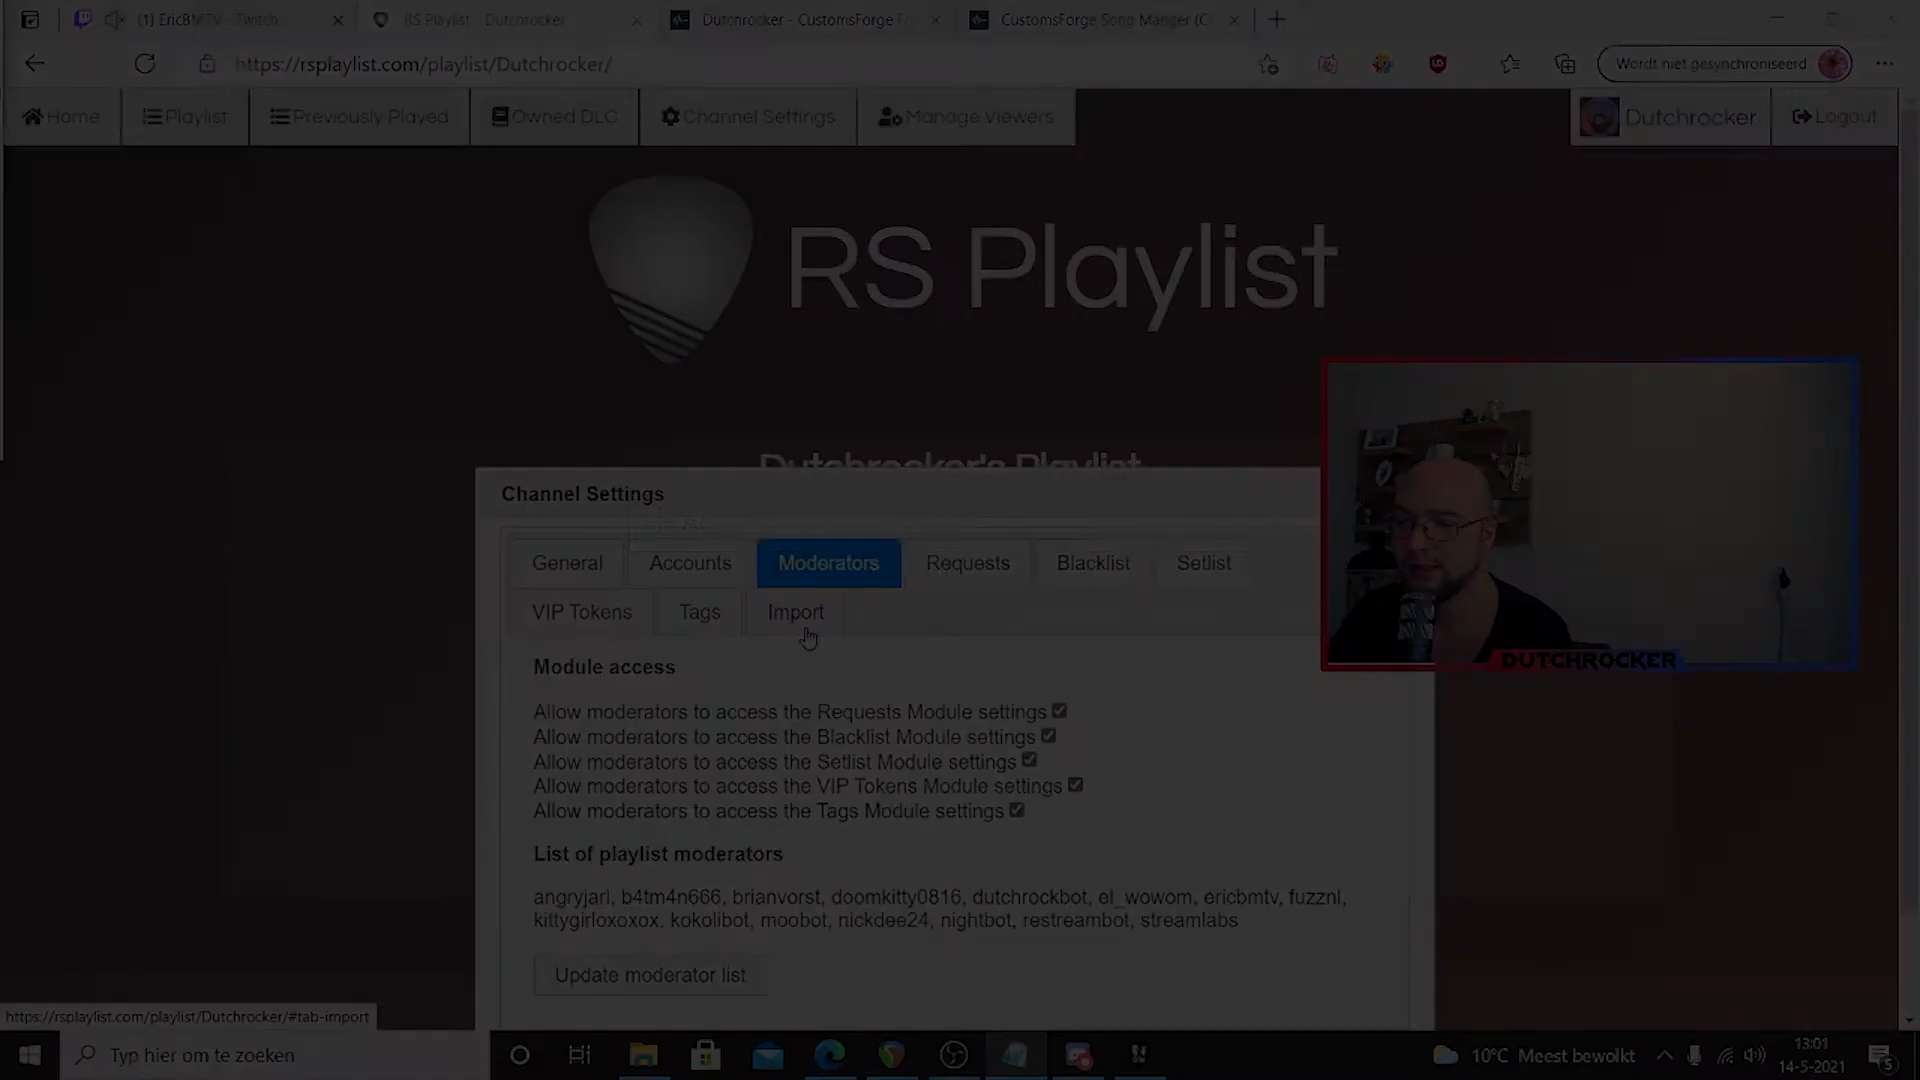 (1) EricBMTV - Twitch
RS Playlist - Dutchrocker
Dutchrocker - CustomsForge
CustomsForge Song Manger (C
https://rsplaylist.com/playlist/Dutchrocker/
Wordt niet gesynchroniseerd
Home
Playlist
Previously Played
Owned DLC
Channel Settings
Manage Viewers
Dutchrocker
Logout
RS Playlist
Dutchrocker's Playlist
Channel Settings
General
Accounts
Moderators
Requests
Blacklist
Setlist
VIP Tokens
Tags
Import
Module access
Allow moderators to access the Requests Module settings
Allow moderators to access the Blacklist Module settings
Allow moderators to access the Setlist Module settings
Allow moderators to access the VIP Tokens Module settings
Allow moderators to access the Tags Module settings
List of playlist moderators
angryjarl, b4tm4n666, brianvorst, doomkitty0816, dutchrockbot, el_wowom, ericbmtv, fuzznl,
kittygirloxoxox, kokolibot, moobot, nickdee24, nightbot, restreambot, streamlabs
Update moderator list
DUTCHROCKER
https://rsplaylist.com/playlist/Dutchrocker/#tab-import
Typ hier om te zoeken
10°C Meest bewolkt
13:01
14-5-2021
5